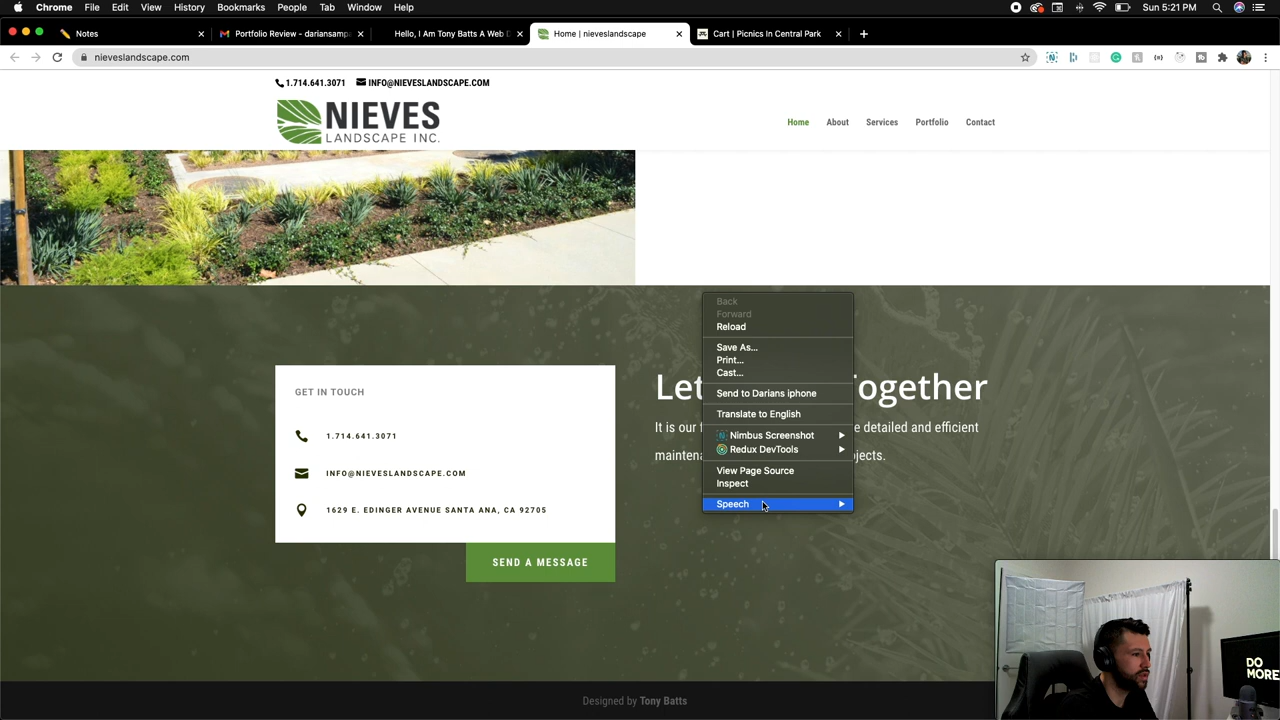 Chrome File Edit View History Bookmarks People Tab Window Help
Sun 5:21 PM
Notes
Portfolio Review - dariansampa
Hello, I Am Tony Batts A Web D
Home | nieveslandscape
Cart | Picnics In Central Park
nieveslandscape.com
1.714.641.3071 INFO@NIEVESLANDSCAPE.COM
NIEVES
LANDSCAPE INC.
Home About Services Portfolio Contact
Back
Forward
Reload
Save As...
Print...
Cast...
Send to Darians iphone
Translate to English
Nimbus Screenshot
Redux DevTools
View Page Source
Inspect
Speech
GET IN TOUCH
1.714.641.3071
INFO@NIEVESLANDSCAPE.COM
1629 E. EDINGER AVENUE SANTA ANA, CA 92705
SEND A MESSAGE
Let ogether
It is our e detailed and efficient
mainten jects.
Designed by Tony Batts
DO
MORE